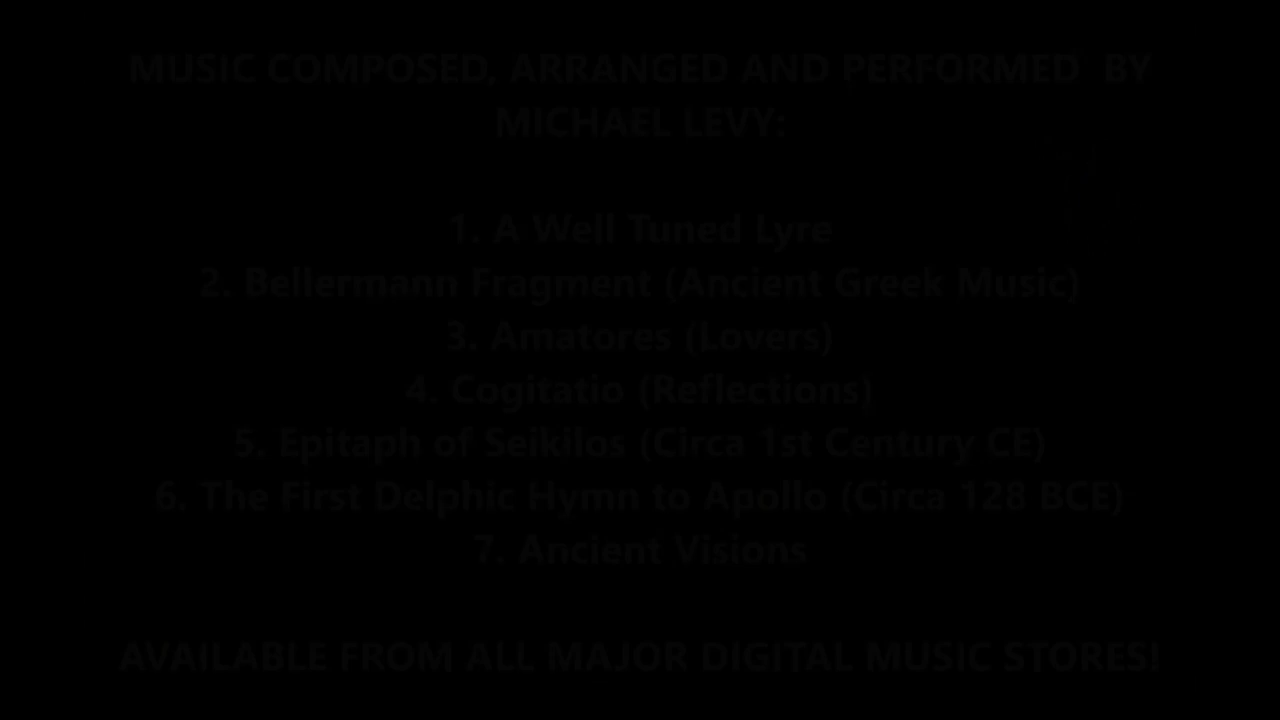 MUSIC COMPOSED, ARRANGED AND PERFORMED BY
MICHAEL LEVY:
1. A Well Tuned Lyre
2. Bellermann Fragment (Ancient Greek Music)
3. Amatores (Lovers)
4. Cogitatio (Reflections)
5. Epitaph of Seikilos (Circa 1st Century CE)
6. The First Delphic Hymn to Apollo (Circa 128 BCE)
7. Ancient Visions
AVAILABLE FROM ALL MAJOR DIGITAL MUSIC STORES!